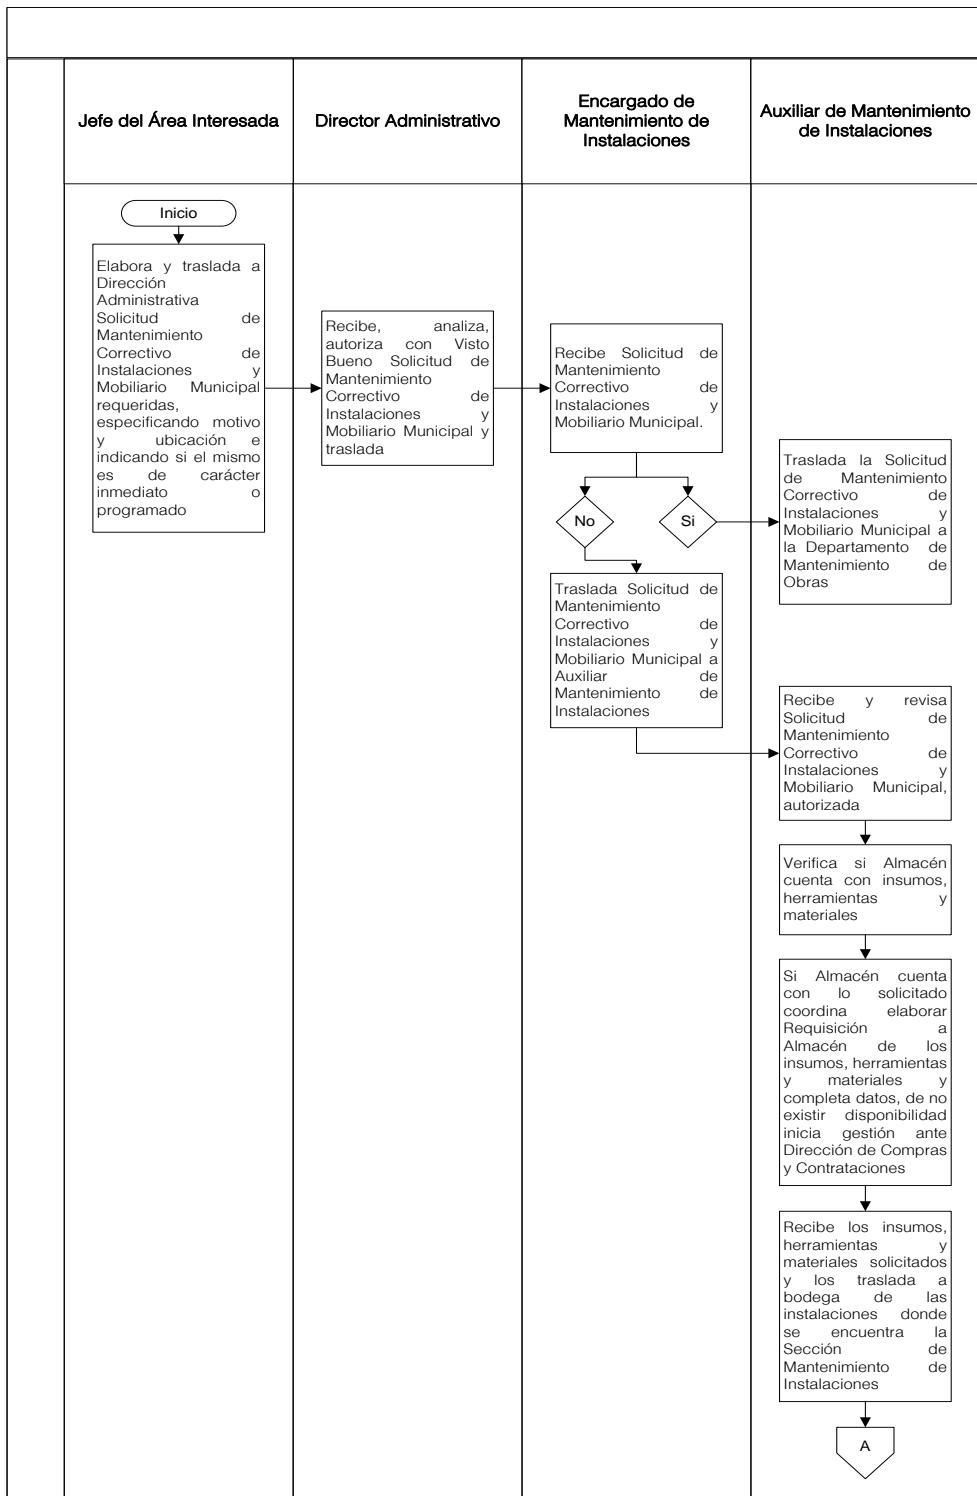 Jefe del Área Interesada
Director Administrativo
Encargado de
Mantenimiento de
Instalaciones
Auxiliar de Mantenimiento
de Instalaciones
Inicio
Elabora y traslada a
Dirección
Administrativa
Solicitud de
Mantenimiento
Correctivo de
Instalaciones y
Mobiliario Municipal
requeridas,
especificando motivo
y ubicación e
indicando si el mismo
es de carácter
inmediato o
programado
Recibe, analiza,
autoriza con Visto
Bueno Solicitud de
Mantenimiento
Correctivo de
Instalaciones y
Mobiliario Municipal y
traslada
Recibe Solicitud de
Mantenimiento
Correctivo de
Instalaciones y
Mobiliario Municipal.
No
Si
Traslada la Solicitud
de Mantenimiento
Correctivo de
Instalaciones y
Mobiliario Municipal a
la Departamento de
Mantenimiento de
Obras
Traslada Solicitud de
Mantenimiento
Correctivo de
Instalaciones y
Mobiliario Municipal a
Auxiliar de
Mantenimiento de
Instalaciones
Recibe y revisa
Solicitud de
Mantenimiento
Correctivo de
Instalaciones y
Mobiliario Municipal,
autorizada
Verifica si Almacén
cuenta con insumos,
herramientas y
materiales
Si Almacén cuenta
con lo solicitado
coordina elaborar
Requisición a
Almacén de los
insumos, herramientas
y materiales y
completa datos, de no
existir disponibilidad
inicia gestión ante
Dirección de Compras
y Contrataciones
Recibe los insumos,
herramientas y
materiales solicitados
y los traslada a
bodega de las
instalaciones donde
se encuentra la
Sección de
Mantenimiento de
Instalaciones
A